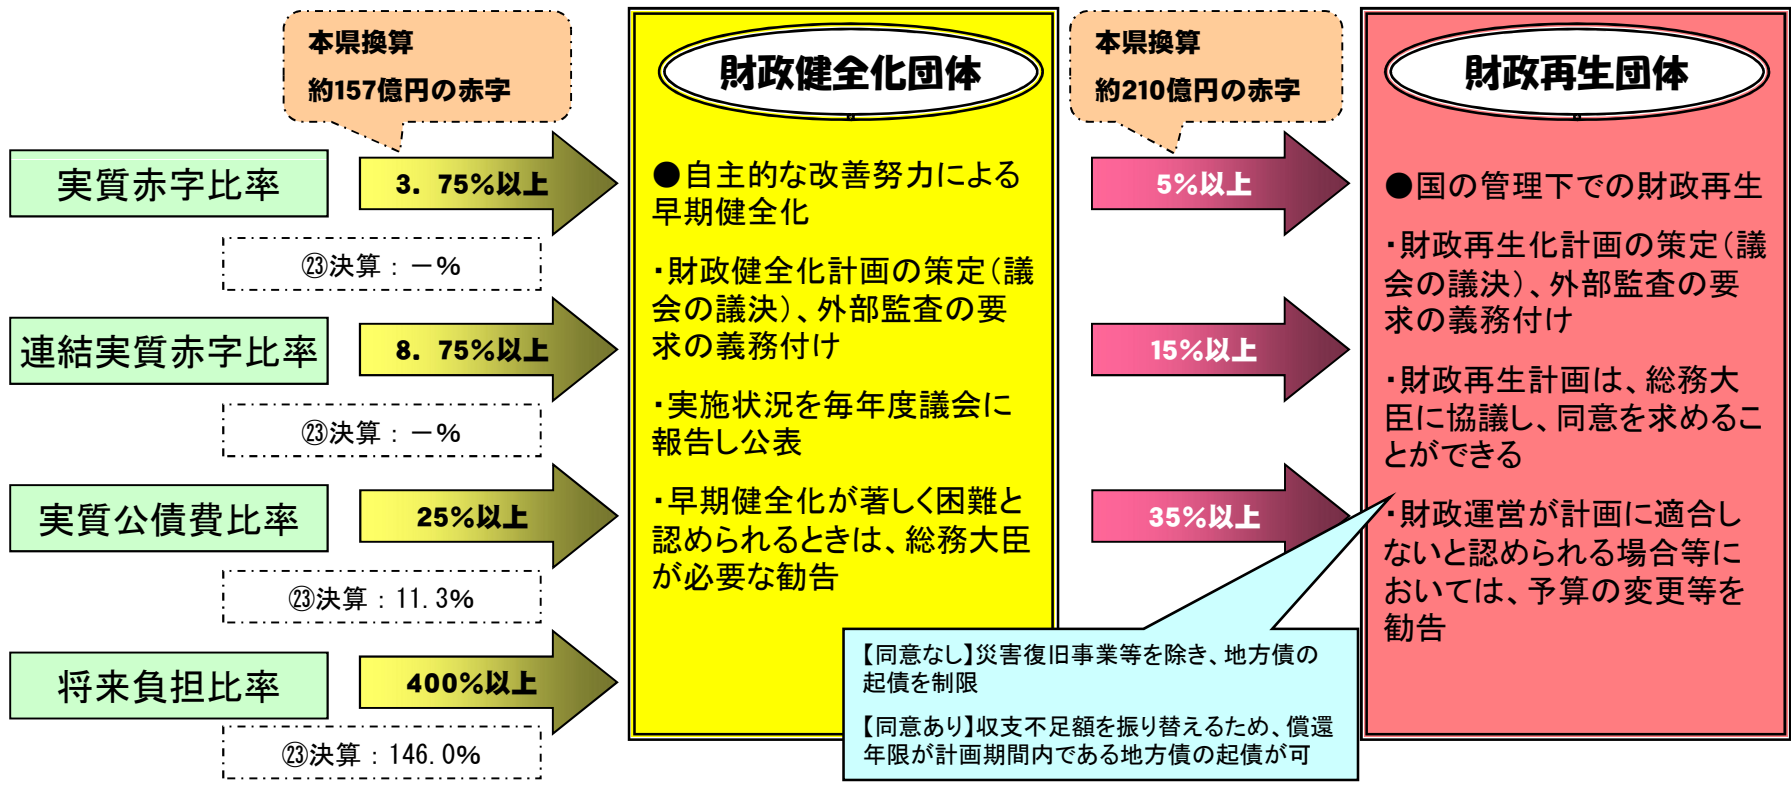 本県換算
約157億円の赤字
実質赤字比率
3．75%以上
㉓決算：－%
連結実質赤字比率
8．75%以上
㉓決算：－%
実質公債費比率
25%以上
㉓決算：11.3%
将来負担比率
400%以上
㉓決算：146.0%
財政健全化団体
●自主的な改善努力による
早期健全化
・財政健全化計画の策定（議
会の議決）、外部監査の要
求の義務付け
・実施状況を毎年度議会に
報告し公表
・早期健全化が著しく困難と
認められるときは、総務大臣
が必要な勧告
本県換算
約210億円の赤字
5%以上
15%以上
35%以上
財政再生団体
●国の管理下での財政再生
・財政再生化計画の策定（議
会の議決）、外部監査の要
求の義務付け
・財政再生計画は、総務大
臣に協議し、同意を求めるこ
とができる
・財政運営が計画に適合し
ないと認められる場合等に
おいては、予算の変更等を
勧告
【同意なし】災害復旧事業等を除き、地方債の
起債を制限
【同意あり】収支不足額を振り替えるため、償還
年限が計画期間内である地方債の起債が可